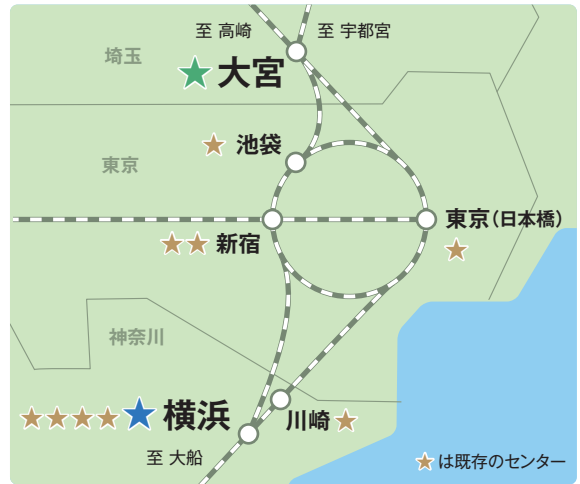 至 高崎
至 宇都宮
埼玉
大宮
池袋
東京
東京(日本橋)
新宿
神奈川
横浜
川崎
至 大船
は既存のセンター